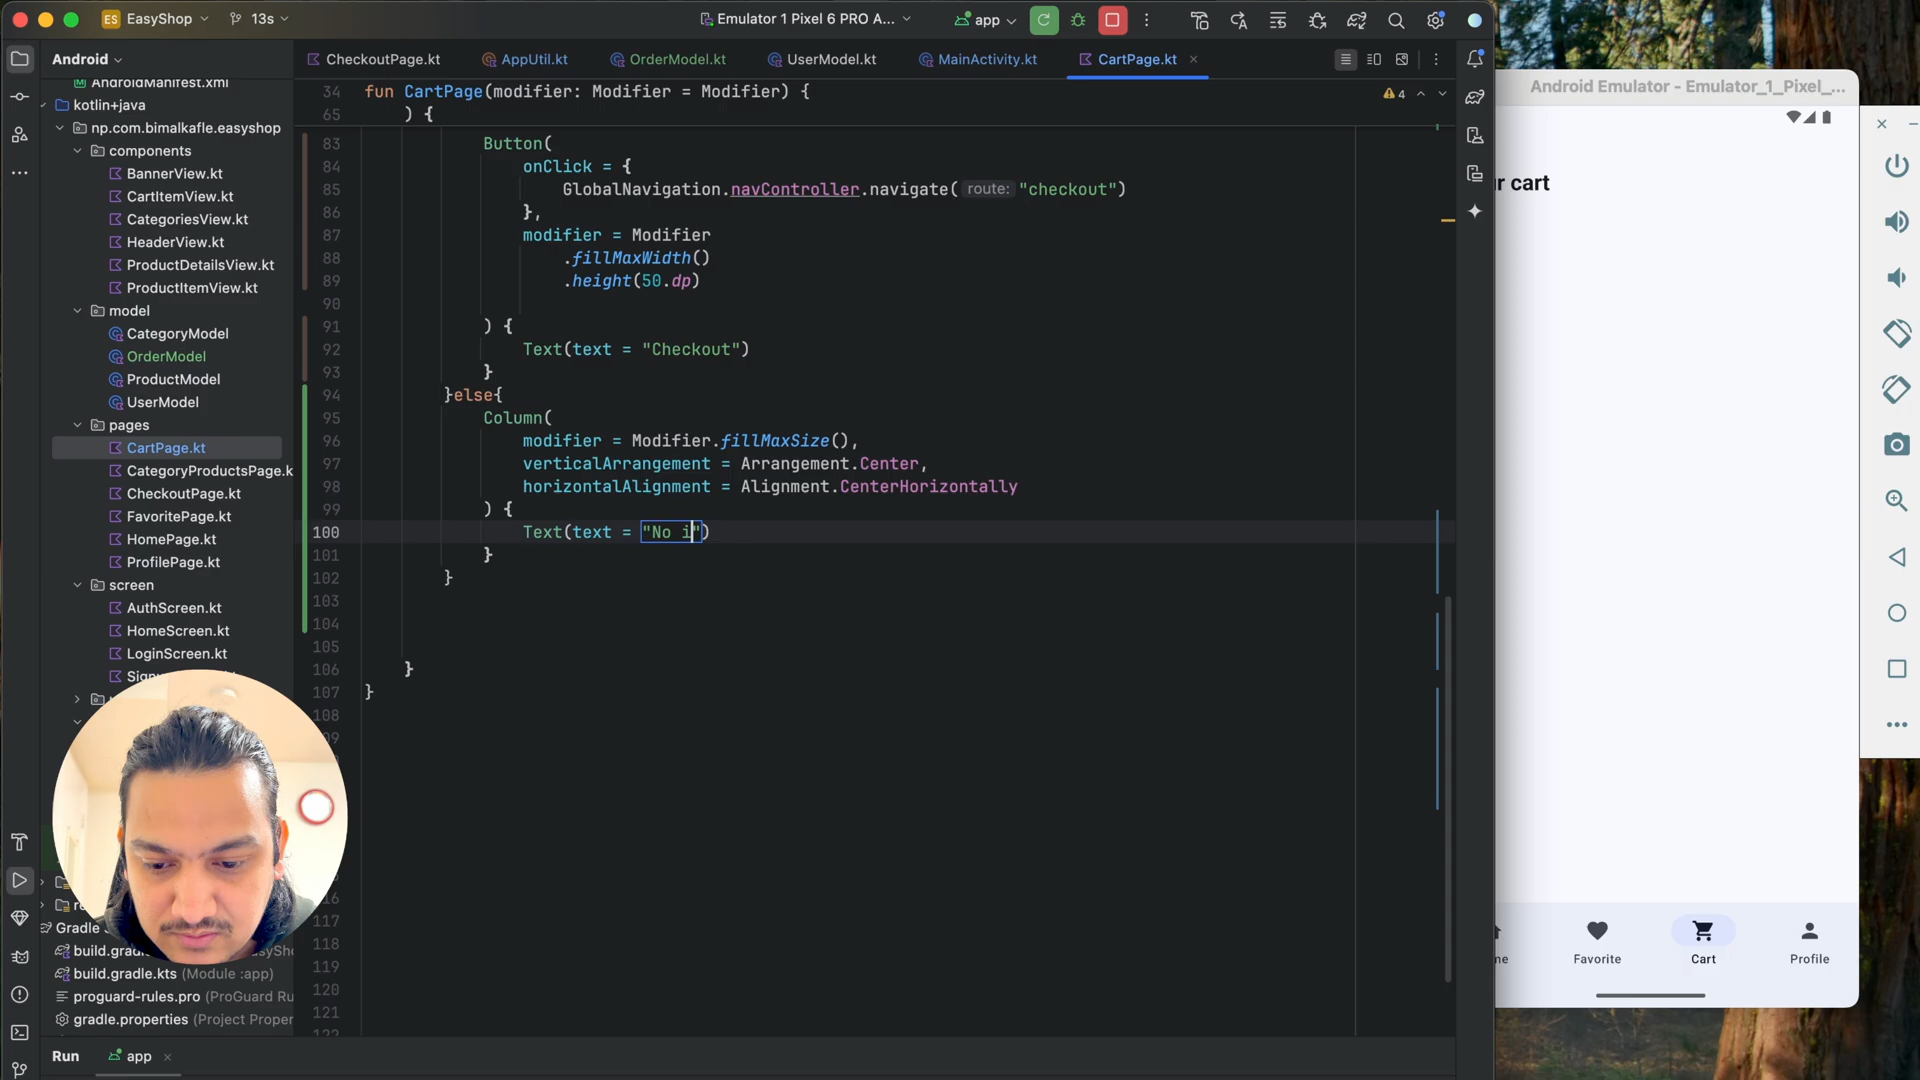 EasyShop
13s
Emulator 1 Pixel 6 PRO A...
app
Android
CheckoutPage.kt
AppUtil.kt
OrderModel.kt
UserModel.kt
MainActivity.kt
CartPage.kt
AndroidManifest.xml
kotlin+java
np.com.bimalkafle.easyshop
components
BannerView.kt
CartItemView.kt
CategoriesView.kt
HeaderView.kt
ProductDetailsView.kt
ProductItemView.kt
model
CategoryModel
OrderModel
ProductModel
UserModel
pages
CartPage.kt
CategoryProductsPage.k
CheckoutPage.kt
FavoritePage.kt
HomePage.kt
ProfilePage.kt
screen
AuthScreen.kt
HomeScreen.kt
LoginScreen.kt
Gradle
build.grad
build.gradle.kts (Module :app)
proguard-rules.pro (ProGuard Ru
gradle.properties (Project Proper
34 fun CartPage(modifier: Modifier = Modifier) {
65 ) {
4
83 Button(
84 onClick = {
85 GlobalNavigation.navController.navigate( route: "checkout")
86 },
87 modifier = Modifier
88 .fillMaxWidth()
89 .height(50.dp)
90
91 ) {
92 Text(text = "Checkout")
93 }
94 }else{
95 Column(
96 modifier = Modifier.fillMaxSize(),
97 verticalArrangement = Arrangement.Center,
98 horizontalAlignment = Alignment.CenterHorizontally
99 ) {
100 Text(text = "No i")
101 }
102 }
103
104
105
106 }
107 }
108
117
118
119
120
121
Run app
Android Emulator - Emulator_1_Pixel_...
r cart
ne
Favorite
Cart
Profile